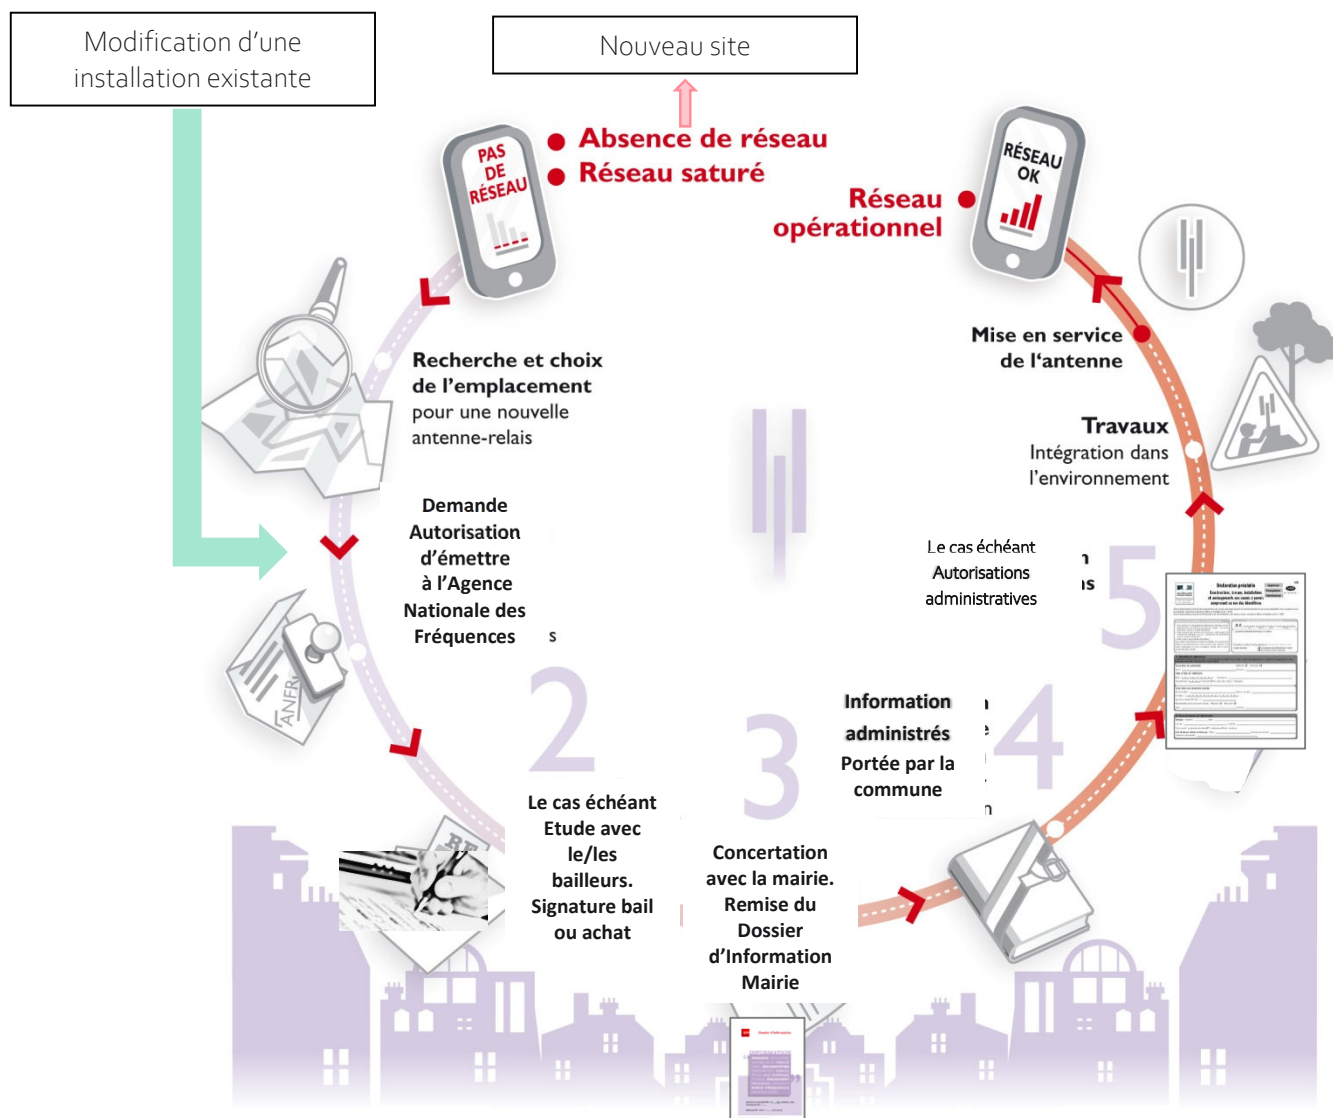 Modification d’une
installation existante
Nouveau site
PAS
DE
RÉSEAU
Absence de réseau
Réseau saturé
RÉSEAU
OK
Réseau
opérationnel
Recherche et choix
de l’emplacement
pour une nouvelle
antenne-relais
Mise en service
de l‘antenne
Travaux
Intégration dans
l’environnement
Demande
Autorisation
d’émettre
à l’Agence
Nationale des
Fréquences
s
ANFR
2
Le cas échéant
Etude avec
le/les
bailleurs.
Signature bail
ou achat
3
Concertation
avec la mairie.
Remise du
Dossier
d’Information
Mairie
4
Information
administrés
Portée par la
commune
5
Le cas échéant
Autorisations
administratives
Déclaration préalable